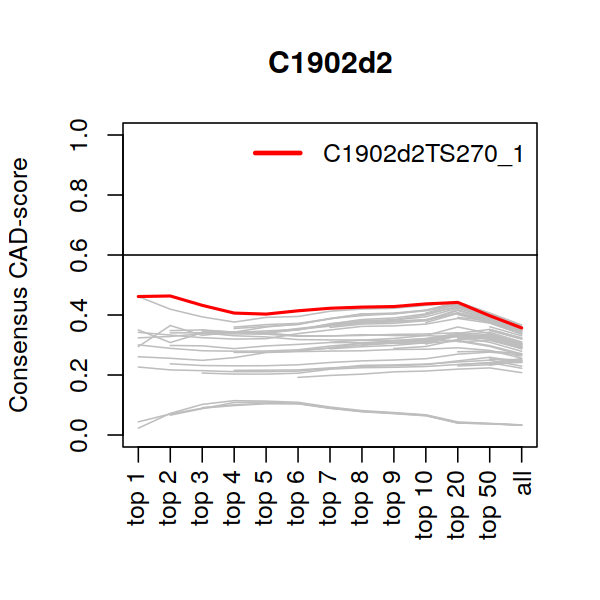 C1902d2
C1902d2TS270_1
Consensus CAD-score
1.0
0.8
0.6
0.4
0.2
0.0
top 1
top 2
top 3
top 4
top 5
top 6
top 7
top 8
top 9
top 10
top 20
top 50
all